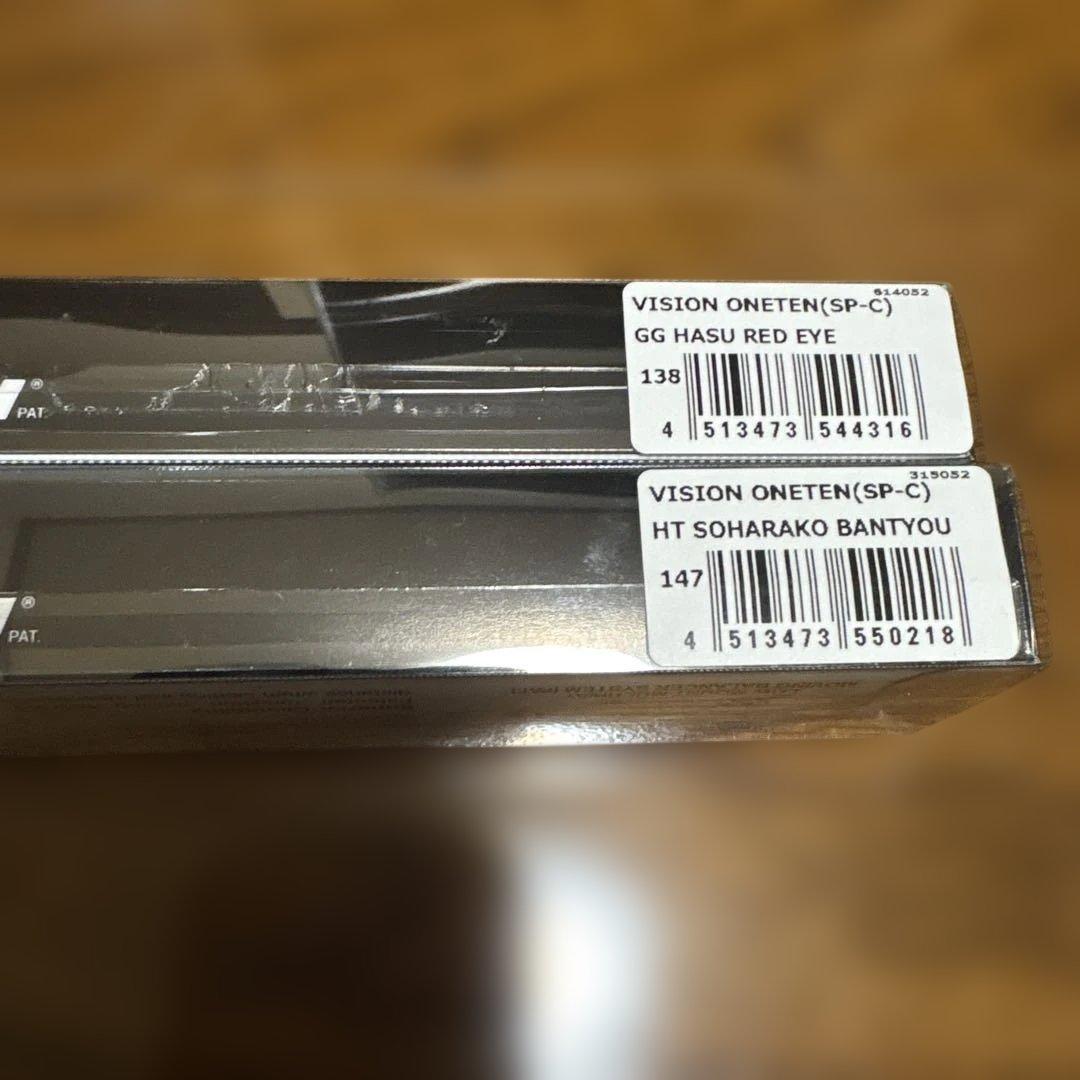 614052
VISION ONETEN(SP-C)
GG HASU RED EYE
138
4 513473 544316
® PAT.
315052
VISION ONETEN(SP-C)
HT SOHARAKO BANTYOU
147
4 513473 550218
® PAT.